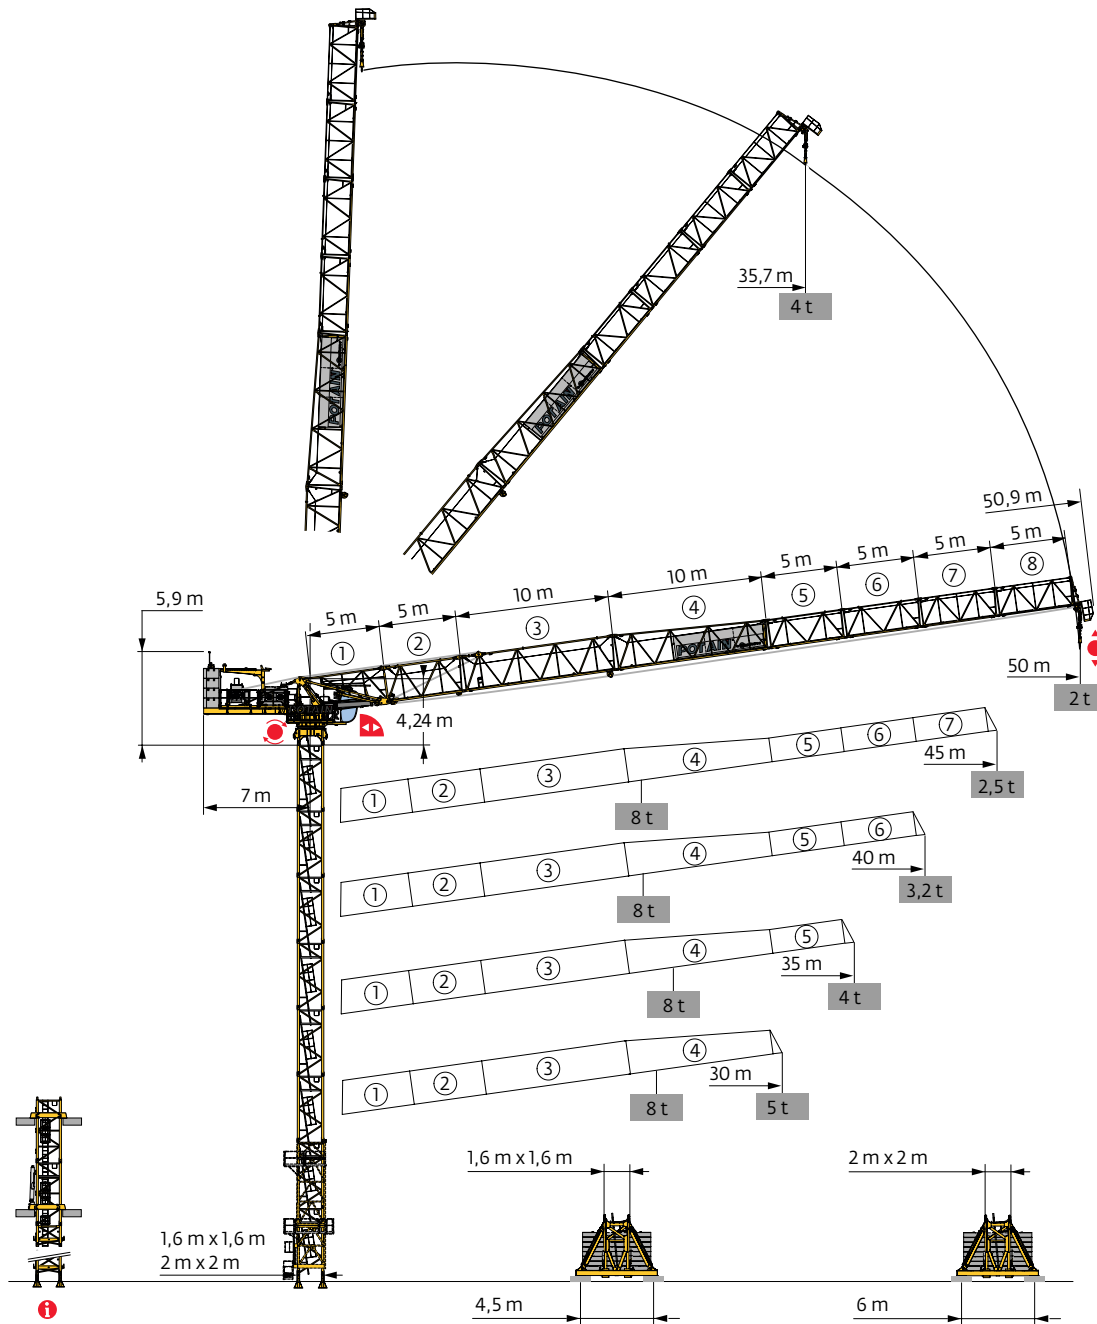 35,7 m
4 t
POTAIN
POTAIN
50,9 m
5 m
5 m
5 m
5 m
10 m
10 m
5 m
5 m
① ② ③ ④ ⑤ ⑥ ⑦ ⑧
POTAIN
5,9 m
4,24 m
50 m
2 t
7 m
① ② ③ ④ ⑤ ⑥ ⑦
45 m
2,5 t
8 t
① ② ③ ④ ⑤ ⑥
40 m
3,2 t
8 t
① ② ③ ④ ⑤
35 m
4 t
8 t
① ② ③ ④
30 m
5 t
8 t
1,6 m x 1,6 m
2 m x 2 m
1,6 m x 1,6 m
2 m x 2 m
4,5 m
6 m
i